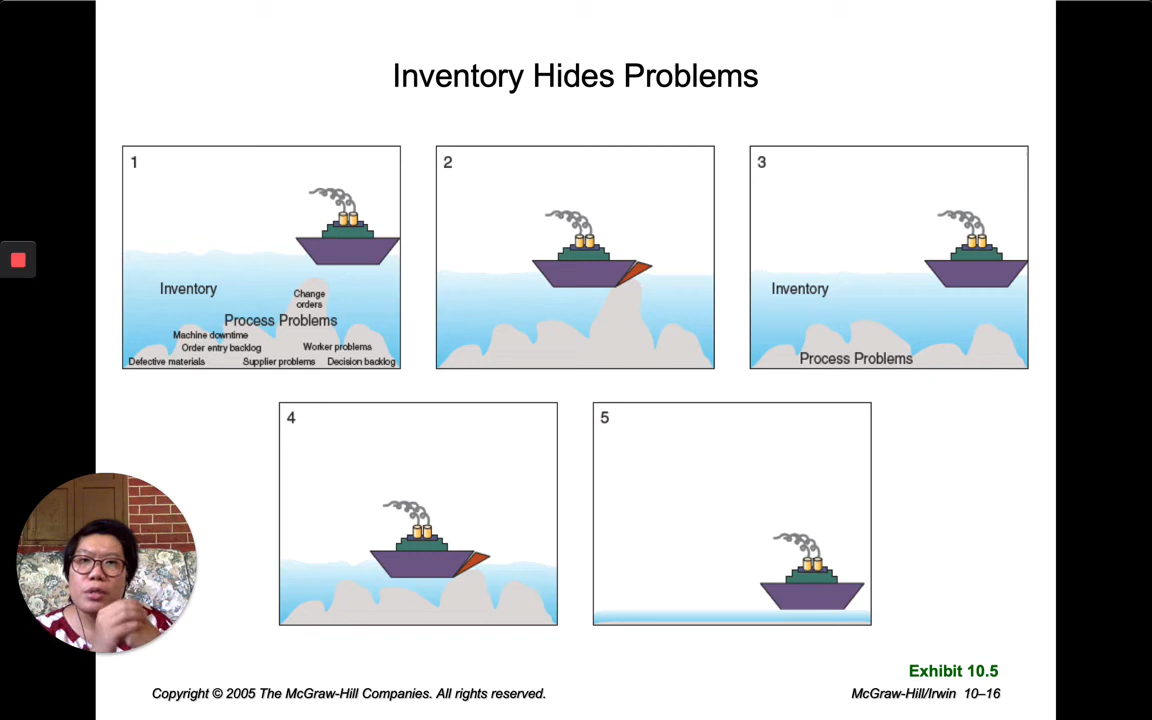 Inventory Hides Problems
1
Inventory
Change
orders
Process Problems
Machine downtime
Order entry backlog
Worker problems
Defective materials
Supplier problems
Decision backlog
2
3
Inventory
Process Problems
4
5
Exhibit 10.5
Copyright © 2005 The McGraw-Hill Companies. All rights reserved.
McGraw-Hill/Irwin 10–16